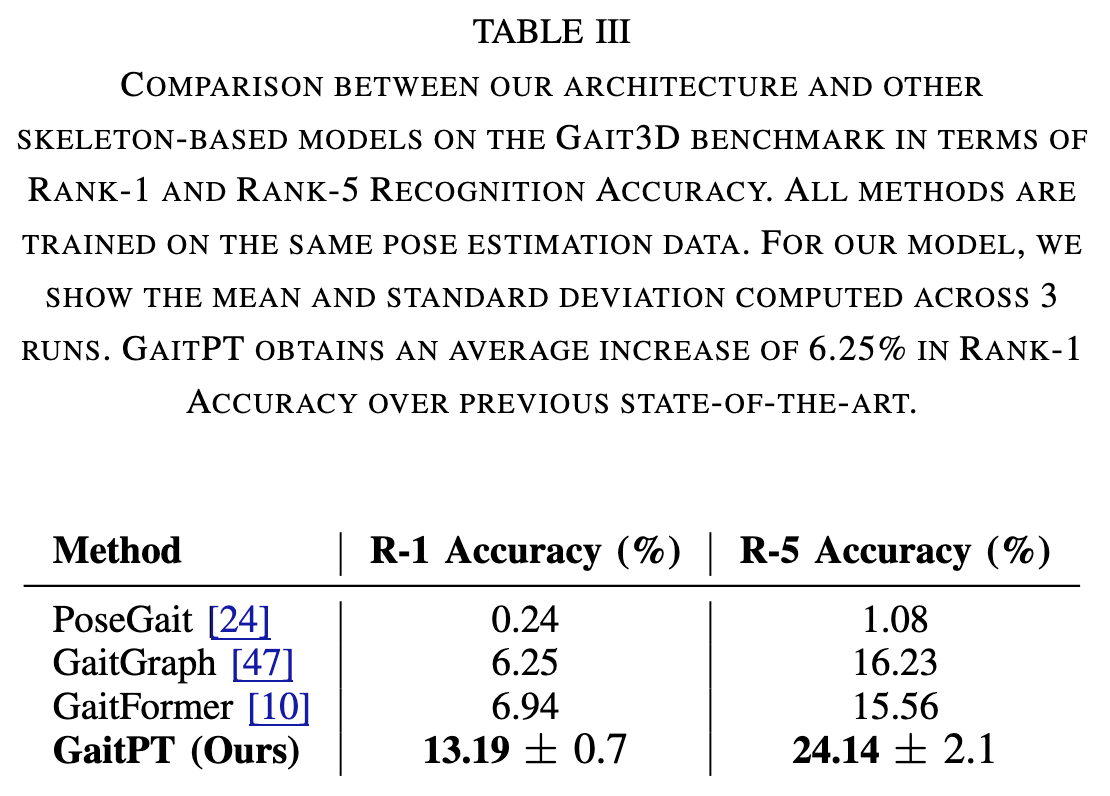 TABLE III
COMPARISON BETWEEN OUR ARCHITECTURE AND OTHER
SKELETON-BASED MODELS ON THE GAIT3D BENCHMARK IN TERMS OF
RANK-1 AND RANK-5 RECOGNITION ACCURACY. ALL METHODS ARE
TRAINED ON THE SAME POSE ESTIMATION DATA. FOR OUR MODEL, WE
SHOW THE MEAN AND STANDARD DEVIATION COMPUTED ACROSS 3
RUNS. GAITPT OBTAINS AN AVERAGE INCREASE OF 6.25% IN RANK-1
ACCURACY OVER PREVIOUS STATE-OF-THE-ART.
Method R-1 Accuracy (%) R-5 Accuracy (%)
PoseGait [24] 0.24 1.08
GaitGraph [47] 6.25 16.23
GaitFormer [10] 6.94 15.56
GaitPT (Ours) 13.19 ± 0.7 24.14 ± 2.1